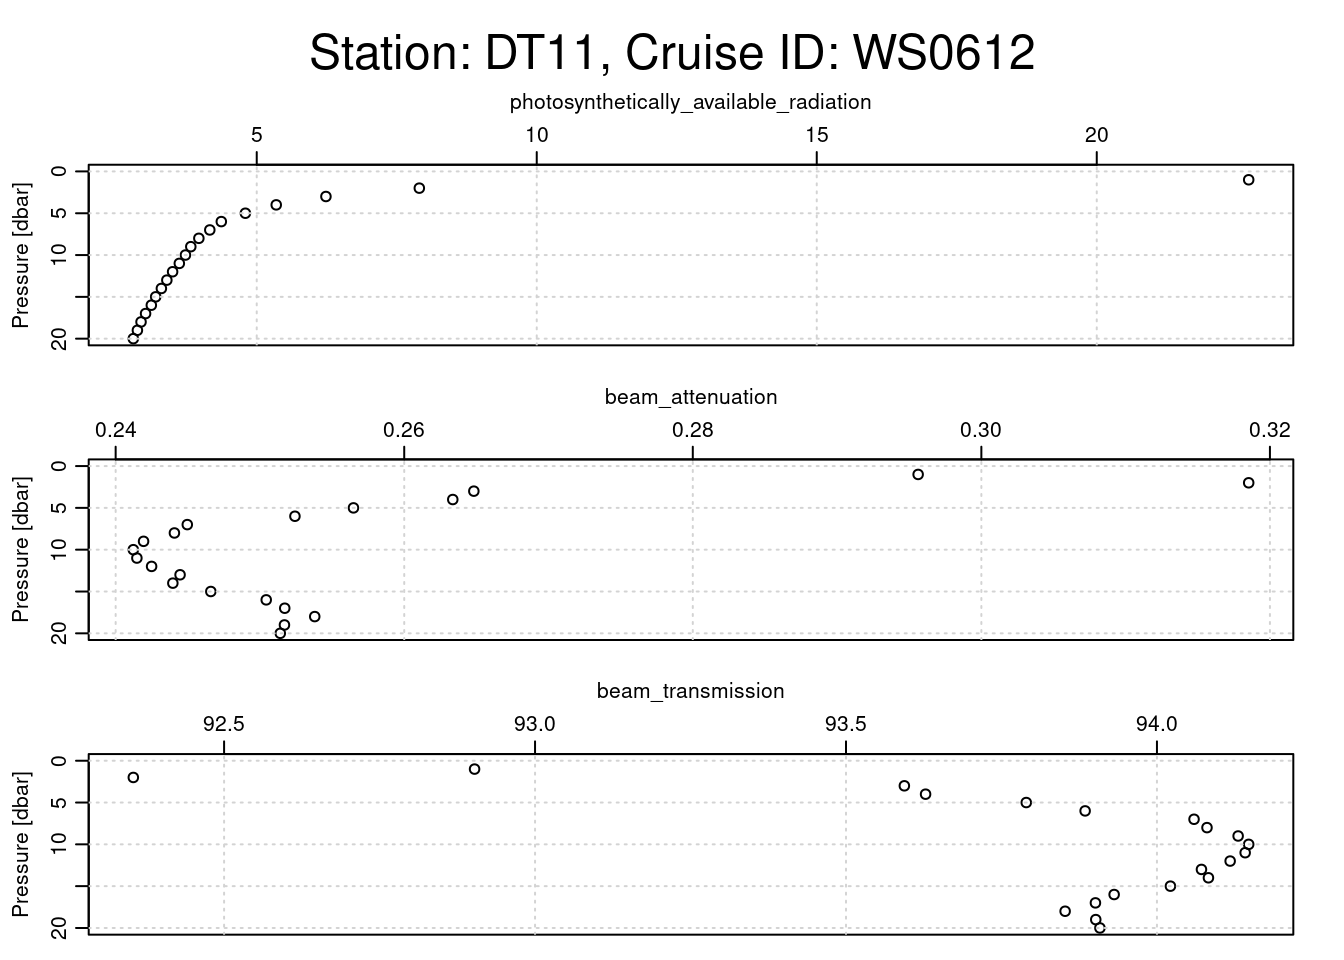 Station: DT11, Cruise ID: WS0612
photosynthetically_available_radiation
5 10 15 20
Pressure [dbar]
0
5
10
20
beam_attenuation
0.24 0.26 0.28 0.30 0.32
Pressure [dbar]
0
5
10
20
beam_transmission
92.5 93.0 93.5 94.0
Pressure [dbar]
0
5
10
20